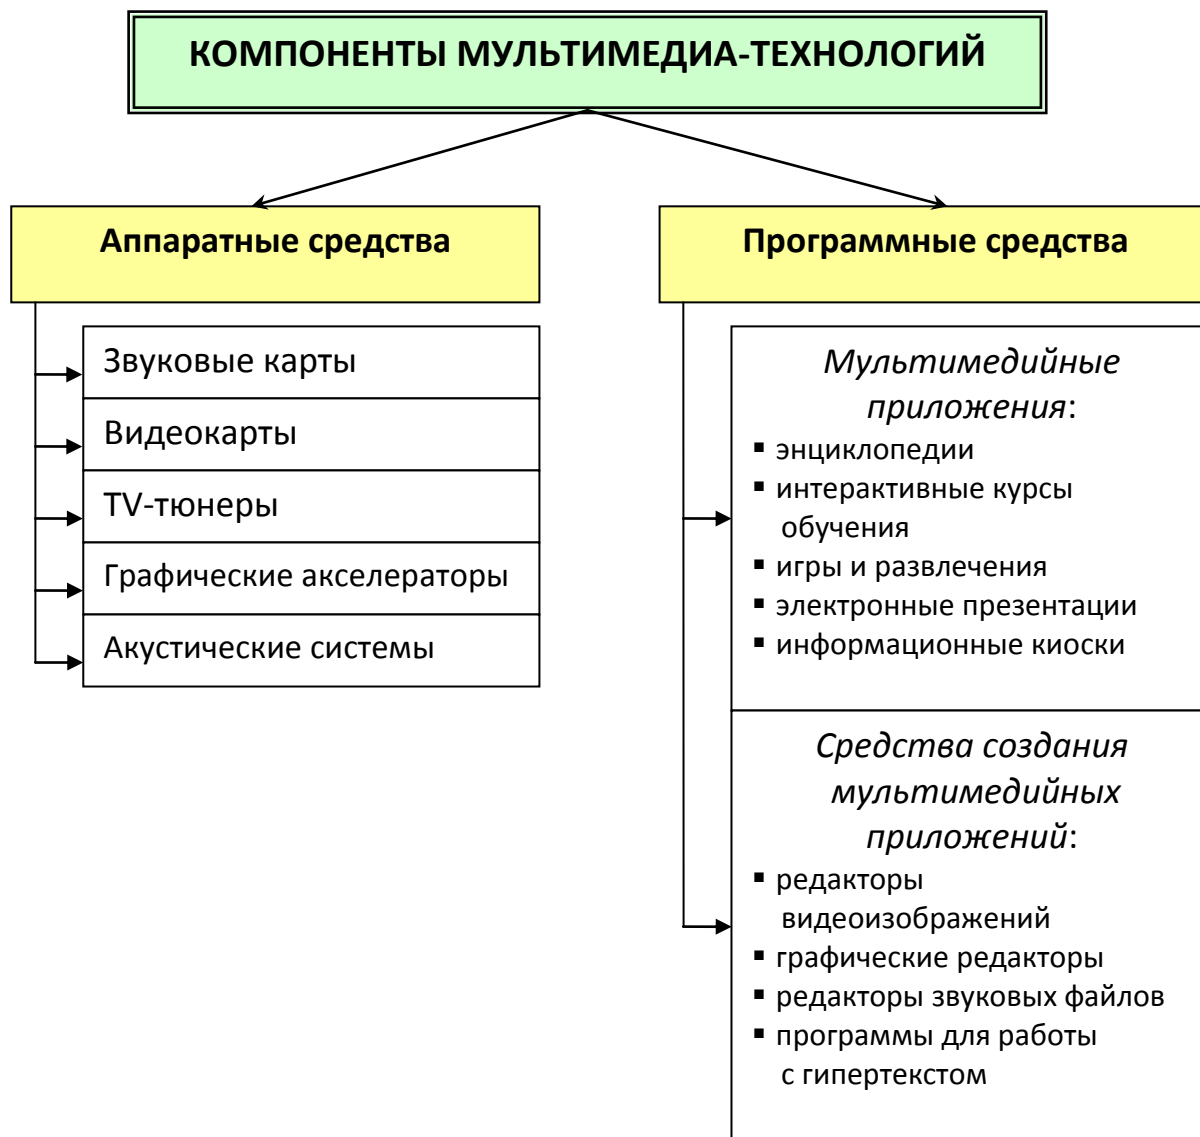 КОМПОНЕНТЫ МУЛЬТИМЕДИА-ТЕХНОЛОГИЙ
Аппаратные средства
Звуковые карты
Видеокарты
TV-тюнеры
Графические акселераторы
Акустические системы
Программные средства
Мультимедийные
приложения:
▪ энциклопедии
▪ интерактивные курсы
обучения
▪ игры и развлечения
▪ электронные презентации
▪ информационные киоски
Средства создания
мультимедийных
приложений:
▪ редакторы
видеоизображений
▪ графические редакторы
▪ редакторы звуковых файлов
▪ программы для работы
с гипертекстом